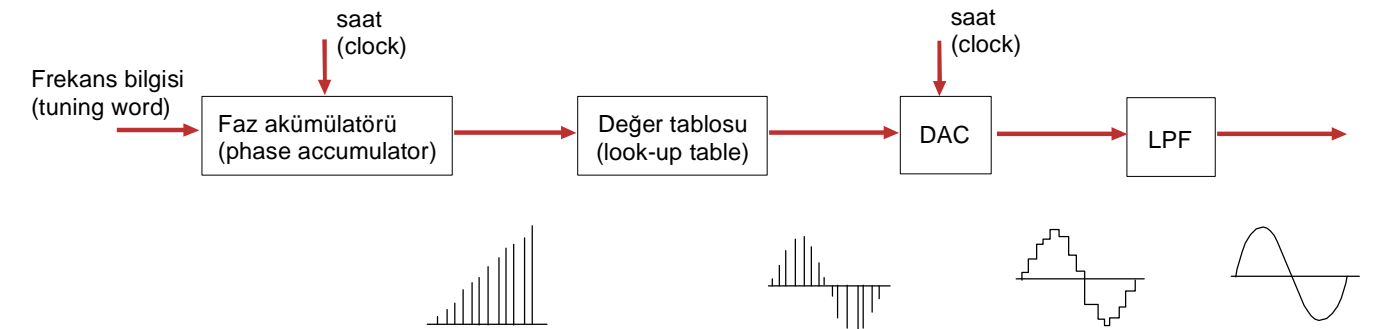 saat
(clock)
saat
(clock)
Frekans bilgisi
(tuning word)
Faz akümülatörü
(phase accumulator)
Değer tablosu
(look-up table)
DAC
LPF